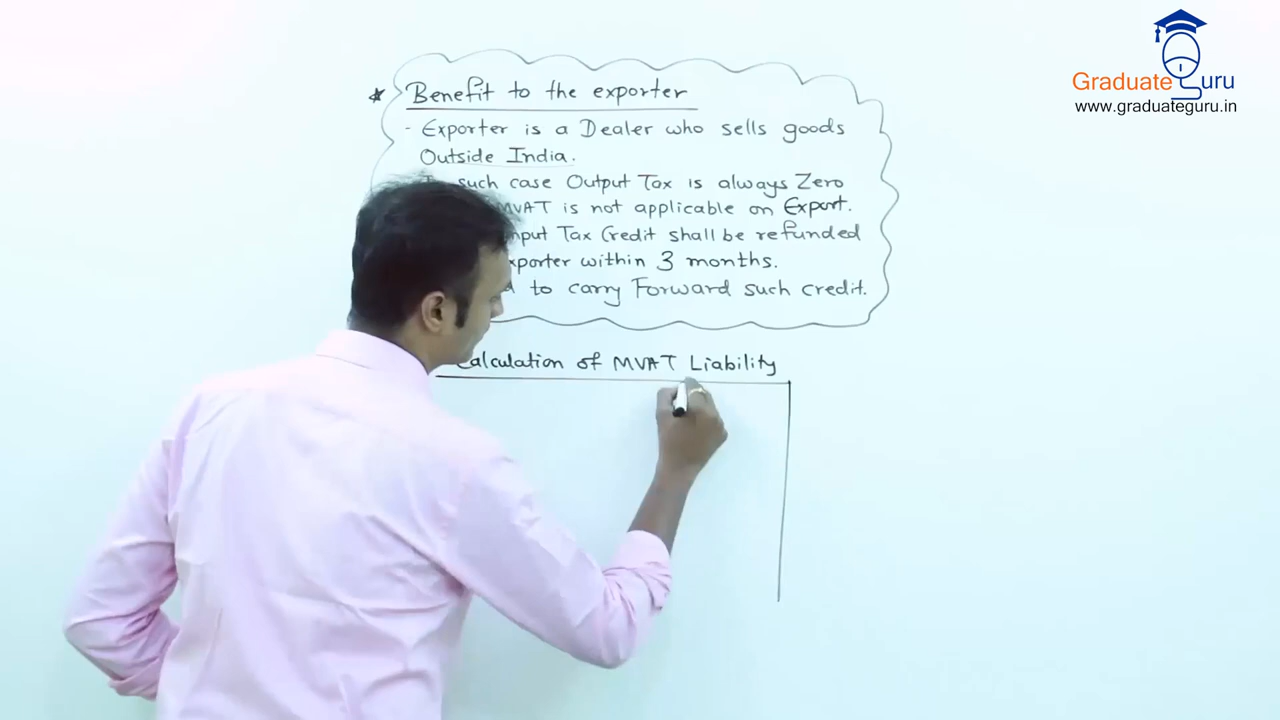 Graduate Guru
www.graduateguru.in
* Benefit to the exporter
- Exporter is a Dealer who sells goods
Outside India.
such case Output Tax is always Zero
MVAT is not applicable on Export.
Input Tax Credit shall be refunded
exporter within 3 months.
to carry Forward such credit.
Calculation of MVAT Liability